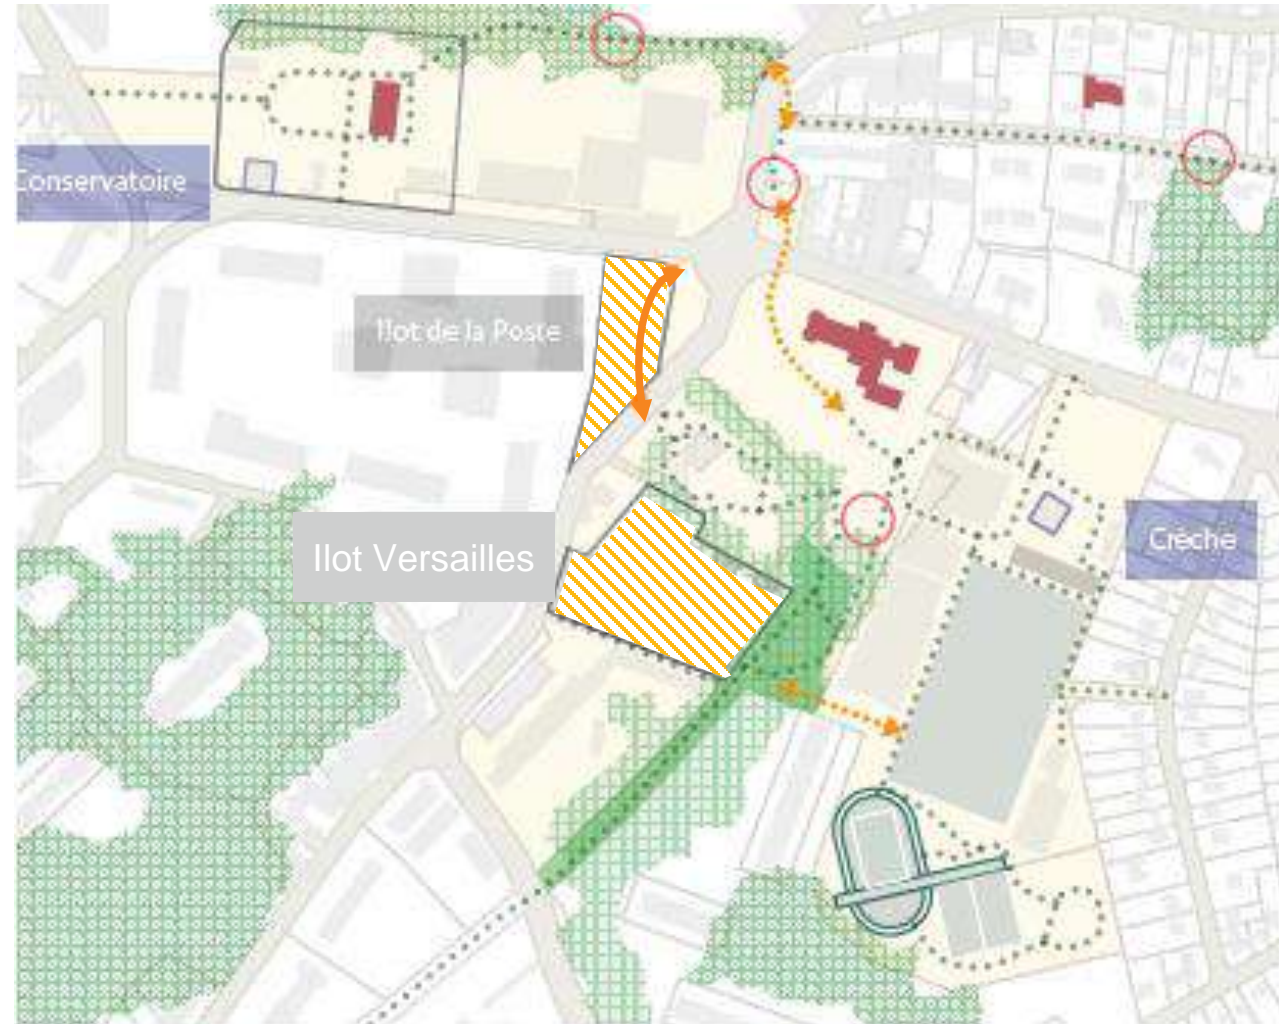 Conservatoire
Ilot de la Poste
Ilot Versailles
Crèche